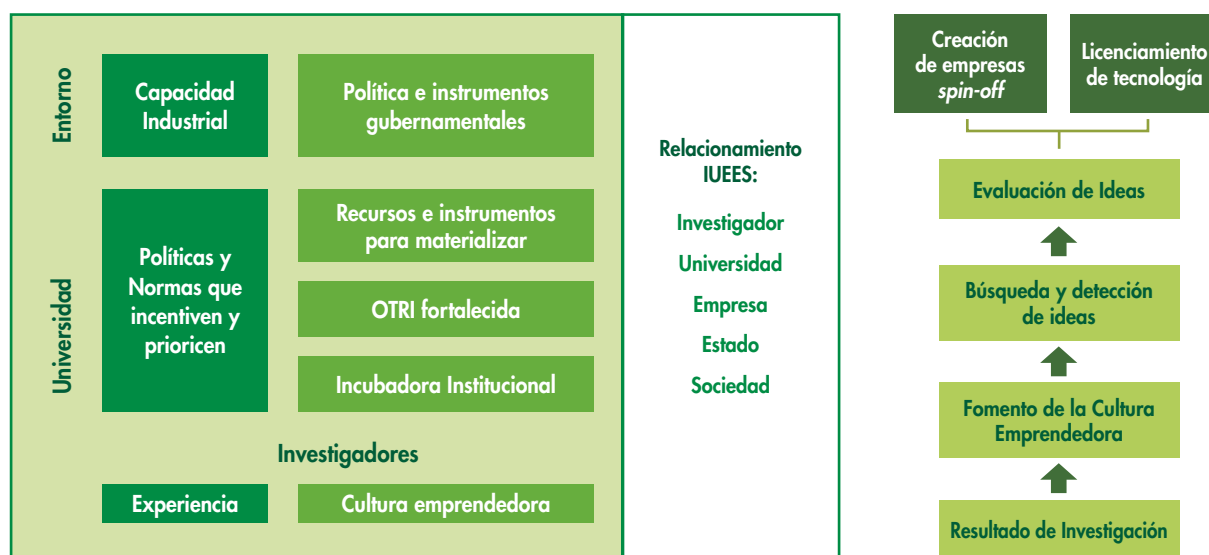 Entorno
Capacidad
Industrial
Política e instrumentos
gubernamentales
Universidad
Políticas y
Normas que
incentiven y
prioricen
Recursos e instrumentos
para materializar
OTRI fortalecida
Incubadora Institucional
Investigadores
Experiencia
Cultura emprendedora
Relacionamiento
IUEES:
Investigador
Universidad
Empresa
Estado
Sociedad
Creación
de empresas
spin-off
Licenciamiento
de tecnología
Evaluación de Ideas
Búsqueda y detección
de ideas
Fomento de la Cultura
Emprendedora
Resultado de Investigación